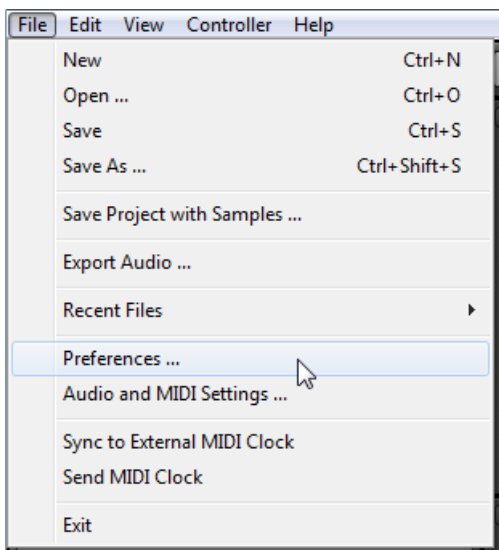 File Edit View Controller Help
New Ctrl+N
Open ... Ctrl+O
Save Ctrl+S
Save As ... Ctrl+Shift+S
Save Project with Samples ...
Export Audio ...
Recent Files
Preferences ...
Audio and MIDI Settings ...
Sync to External MIDI Clock
Send MIDI Clock
Exit